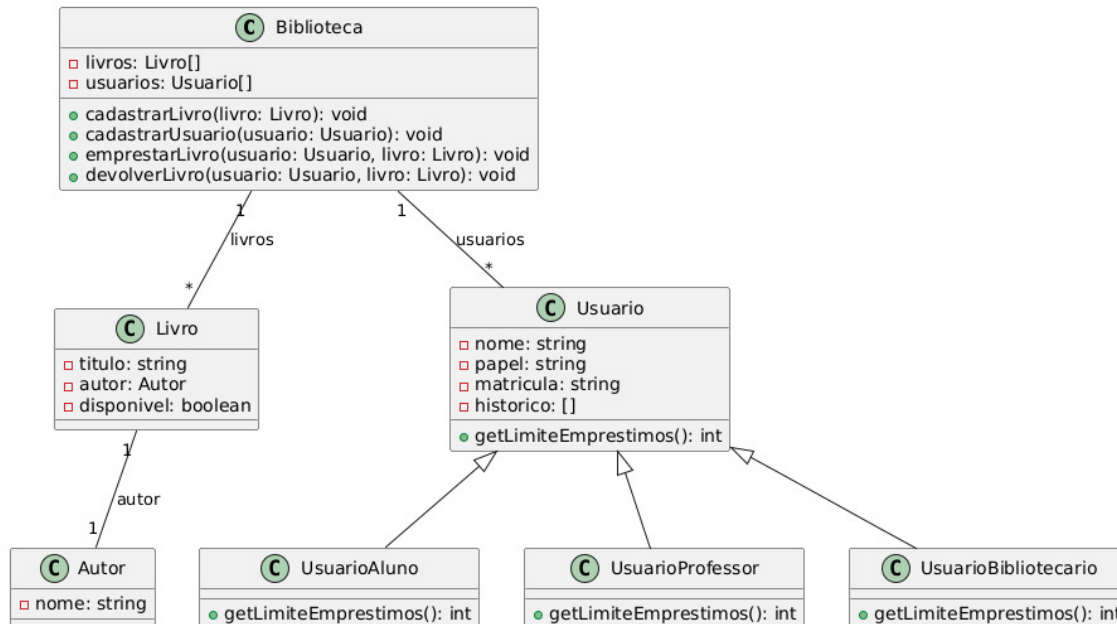 C Biblioteca
livros: Livro[]
usuarios: Usuario[]
cadastrarLivro(livro: Livro): void
cadastrarUsuario(usuario: Usuario): void
emprestarLivro(usuario: Usuario, livro: Livro): void
devolverLivro(usuario: Usuario, livro: Livro): void
1 1
livros usuarios
* *
C Livro
titulo: string
autor: Autor
disponivel: boolean
C Usuario
nome: string
papel: string
matricula: string
historico: []
getLimiteEmprestimos(): int
1
autor
1
C Autor
nome: string
C UsuarioAluno
getLimiteEmprestimos(): int
C UsuarioProfessor
getLimiteEmprestimos(): int
C UsuarioBibliotecario
getLimiteEmprestimos(): int